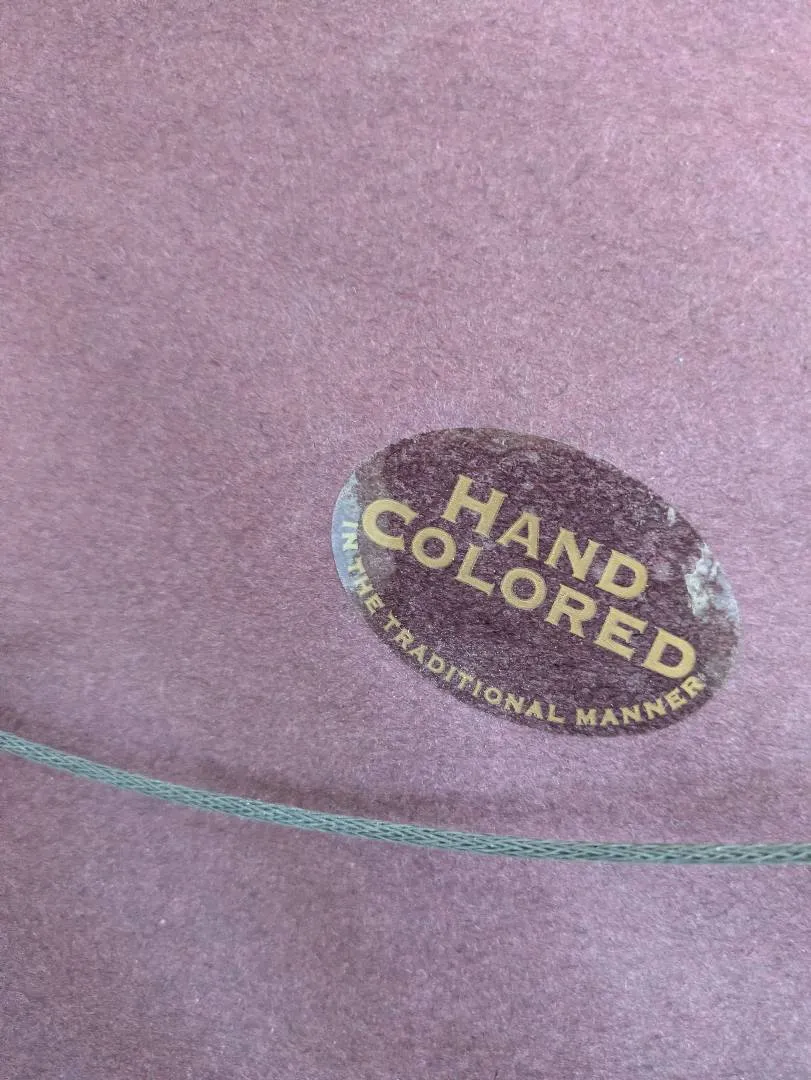 HAND
COLORED
IN THE TRADITIONAL MANNER